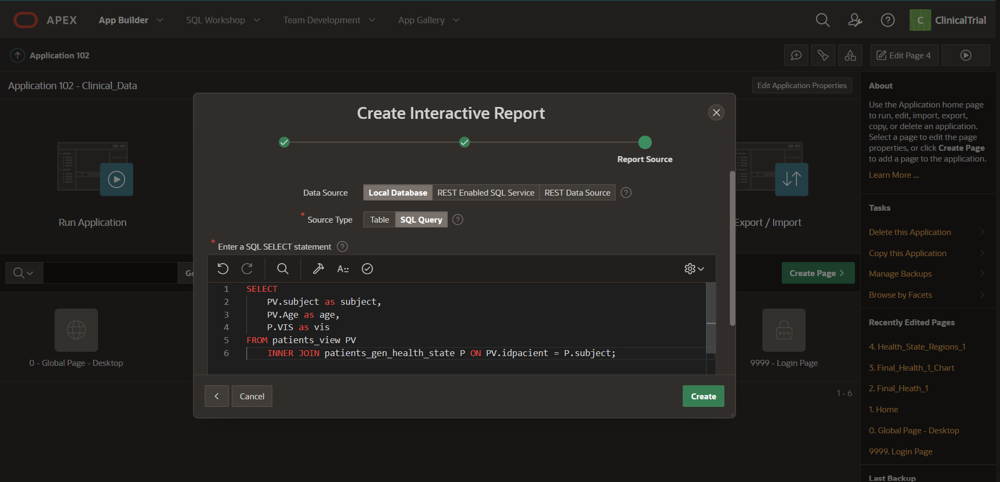 APEX
App Builder
SQL Workshop
Team Development
App Gallery
C
ClinicalTrial
Application 102
Edit Page 4
Application 102 - Clinical_Data
Edit Application Properties
About
Use the Application home page
to run, edit, import, export,
copy, or delete an application.
Select a page to edit the page
properties, or click Create Page
to add a page to the application.
Learn More ...
Create Interactive Report
Report Source
Data Source
Local Database
REST Enabled SQL Service
REST Data Source
* Source Type
Table
SQL Query
* Enter a SQL SELECT statement
A::
1 SELECT
2 PV.subject as subject,
3 PV.Age as age,
4 P.VIS as vis
5 FROM patients_view PV
6 INNER JOIN patients_gen_health_state P ON PV.idpacient = P.subject;
Cancel
Create
Run Application
Export / Import
Create Page
0 - Global Page - Desktop
9999 - Login Page
1 - 6
Tasks
Delete this Application
Copy this Application
Manage Backups
Browse by Facets
Recently Edited Pages
4. Health_State_Regions_1
3. Final_Health_1_Chart
2. Final_Heath_1
1. Home
0. Global Page - Desktop
9999. Login Page
Last Backup